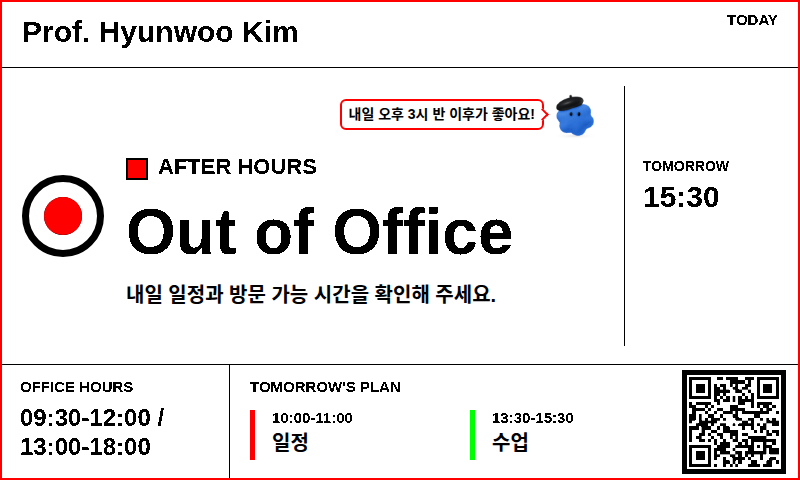 Prof. Hyunwoo Kim
TODAY
내일 오후 3시 반 이후가 좋아요!
AFTER HOURS
Out of Office
내일 일정과 방문 가능 시간을 확인해 주세요.
TOMORROW
15:30
OFFICE HOURS
09:30-12:00 /
13:00-18:00
TOMORROW'S PLAN
10:00-11:00
일정
13:30-15:30
수업